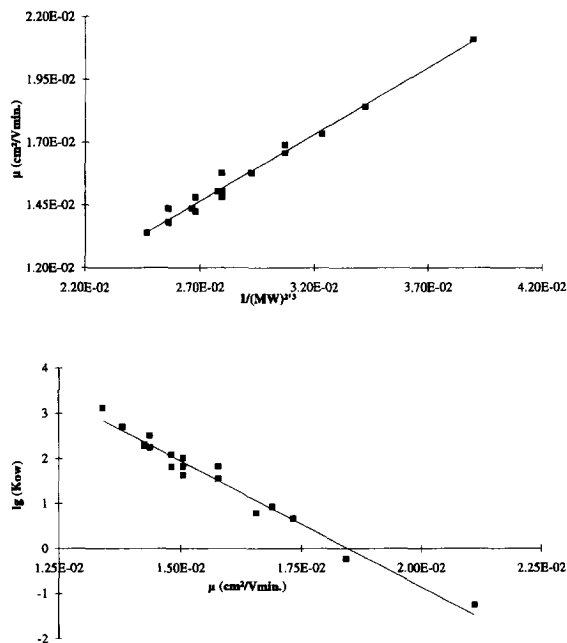 2.20E-02
1.95E-02
1.70E-02
1.45E-02
1.20E-02
µ (cm²/Vmin.)
2.20E-02 2.70E-02 3.20E-02 3.70E-02 4.20E-02
1/(MW)²ᐟ³
4
3
2
1
0
-1
-2
lg (Kow)
1.25E-02 1.50E-02 1.75E-02 2.00E-02 2.25E-02
µ (cm²/Vmin.)